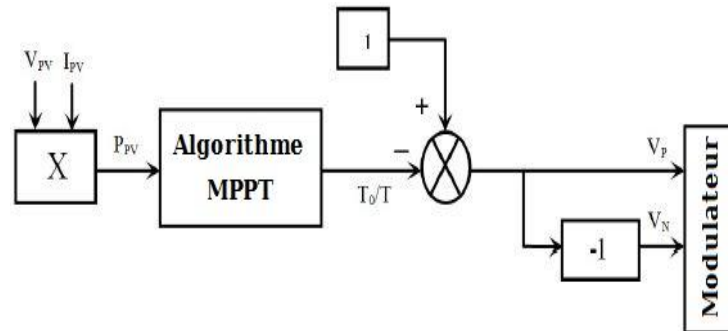 1
V_PV I_PV
+
X
P_PV
Algorithme
MPPT
−
T_0/T
V_P
-1
V_N
Modulateur